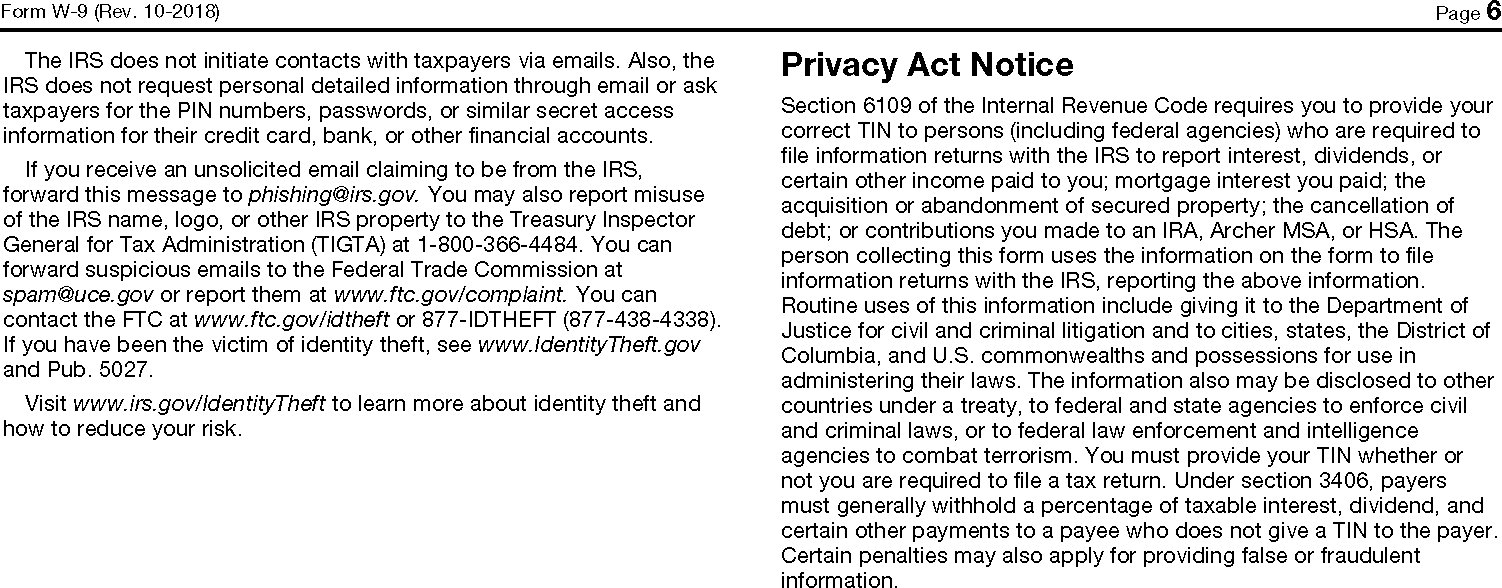 Form W-9 (Rev. 10-2018)
Page 6
The IRS does not initiate contacts with taxpayers via emails. Also, the
IRS does not request personal detailed information through email or ask
taxpayers for the PIN numbers, passwords, or similar secret access
information for their credit card, bank, or other financial accounts.
If you receive an unsolicited email claiming to be from the IRS,
forward this message to phishing@irs.gov. You may also report misuse
of the IRS name, logo, or other IRS property to the Treasury Inspector
General for Tax Administration (TIGTA) at 1-800-366-4484. You can
forward suspicious emails to the Federal Trade Commission at
spam@uce.gov or report them at www.ftc.gov/complaint. You can
contact the FTC at www.ftc.gov/idtheft or 877-IDTHEFT (877-438-4338).
If you have been the victim of identity theft, see www.IdentityTheft.gov
and Pub. 5027.
Visit www.irs.gov/IdentityTheft to learn more about identity theft and
how to reduce your risk.
Privacy Act Notice
Section 6109 of the Internal Revenue Code requires you to provide your
correct TIN to persons (including federal agencies) who are required to
file information returns with the IRS to report interest, dividends, or
certain other income paid to you; mortgage interest you paid; the
acquisition or abandonment of secured property; the cancellation of
debt; or contributions you made to an IRA, Archer MSA, or HSA. The
person collecting this form uses the information on the form to file
information returns with the IRS, reporting the above information.
Routine uses of this information include giving it to the Department of
Justice for civil and criminal litigation and to cities, states, the District of
Columbia, and U.S. commonwealths and possessions for use in
administering their laws. The information also may be disclosed to other
countries under a treaty, to federal and state agencies to enforce civil
and criminal laws, or to federal law enforcement and intelligence
agencies to combat terrorism. You must provide your TIN whether or
not you are required to file a tax return. Under section 3406, payers
must generally withhold a percentage of taxable interest, dividend, and
certain other payments to a payee who does not give a TIN to the payer.
Certain penalties may also apply for providing false or fraudulent
information.